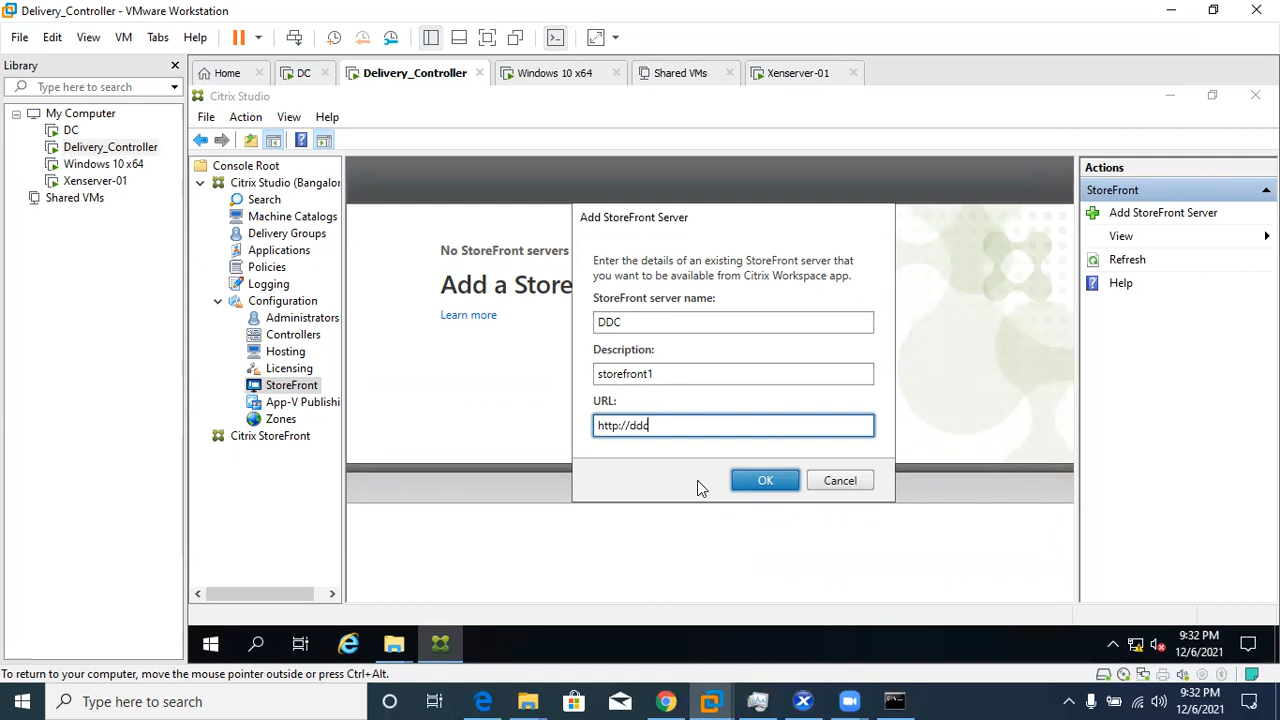 Delivery_Controller - VMware Workstation
File Edit View VM Tabs Help
Library
Type here to search
My Computer
DC
Delivery_Controller
Windows 10 x64
Xenserver-01
Shared VMs
Home DC Delivery_Controller Windows 10 x64 Shared VMs Xenserver-01
Citrix Studio
File Action View Help
Console Root
Citrix Studio (Bangalor
Search
Machine Catalogs
Delivery Groups
Applications
Policies
Logging
Configuration
Administrators
Controllers
Hosting
Licensing
StoreFront
App-V Publishi
Zones
Citrix StoreFront
No StoreFront servers
Add a Store
Learn more
Add StoreFront Server
Enter the details of an existing StoreFront server that
you want to be available from Citrix Workspace app.
StoreFront server name:
DDC
Description:
storefront1
URL:
http://ddc
OK Cancel
Actions
StoreFront
Add StoreFront Server
View
Refresh
Help
9:32 PM
12/6/2021
To return to your computer, move the mouse pointer outside or press Ctrl+Alt.
Type here to search
9:32 PM
12/6/2021